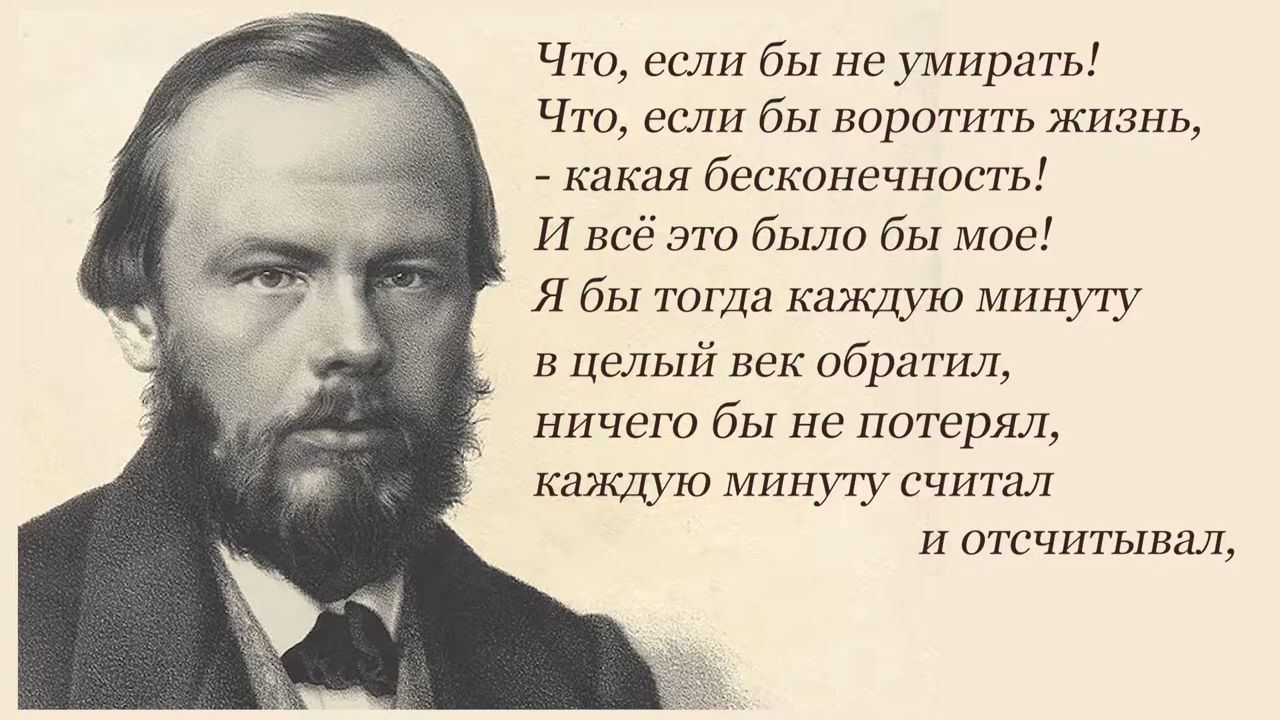 Что, если бы не умирать!
Что, если бы воротить жизнь,
- какая бесконечность!
И всё это было бы мое!
Я бы тогда каждую минуту
в целый век обратил,
ничего бы не потерял,
каждую минуту считал
и отсчитывал,